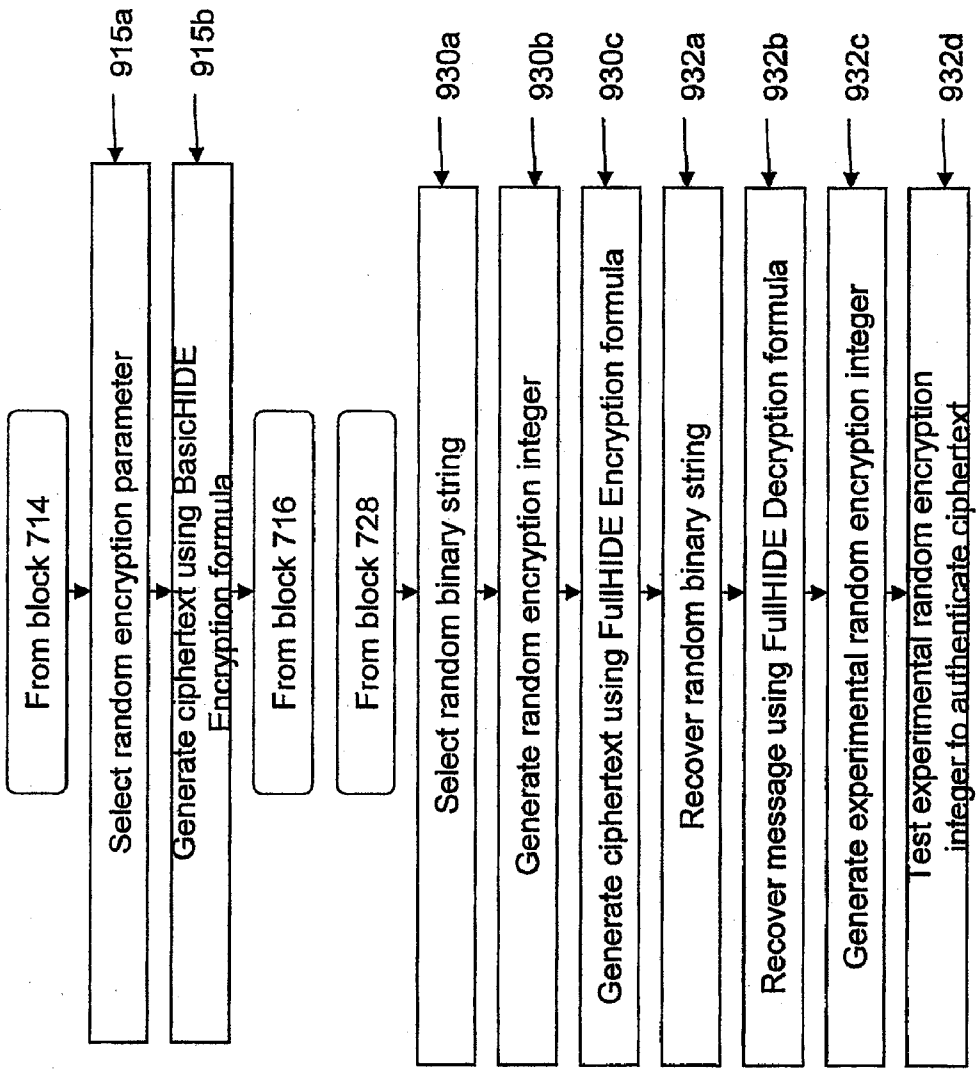 From block 714
Select random encryption parameter
915a
Generate ciphertext using BasicHIDE
Encryption formula
915b
From block 716
From block 728
Select random binary string
930a
Generate random encryption integer
930b
Generate ciphertext using FullHIDE Encryption formula
930c
Recover random binary string
932a
Recover message using FullHIDE Decryption formula
932b
Generate experimental random encryption integer
932c
Test experimental random encryption
integer to authenticate ciphertext
932d